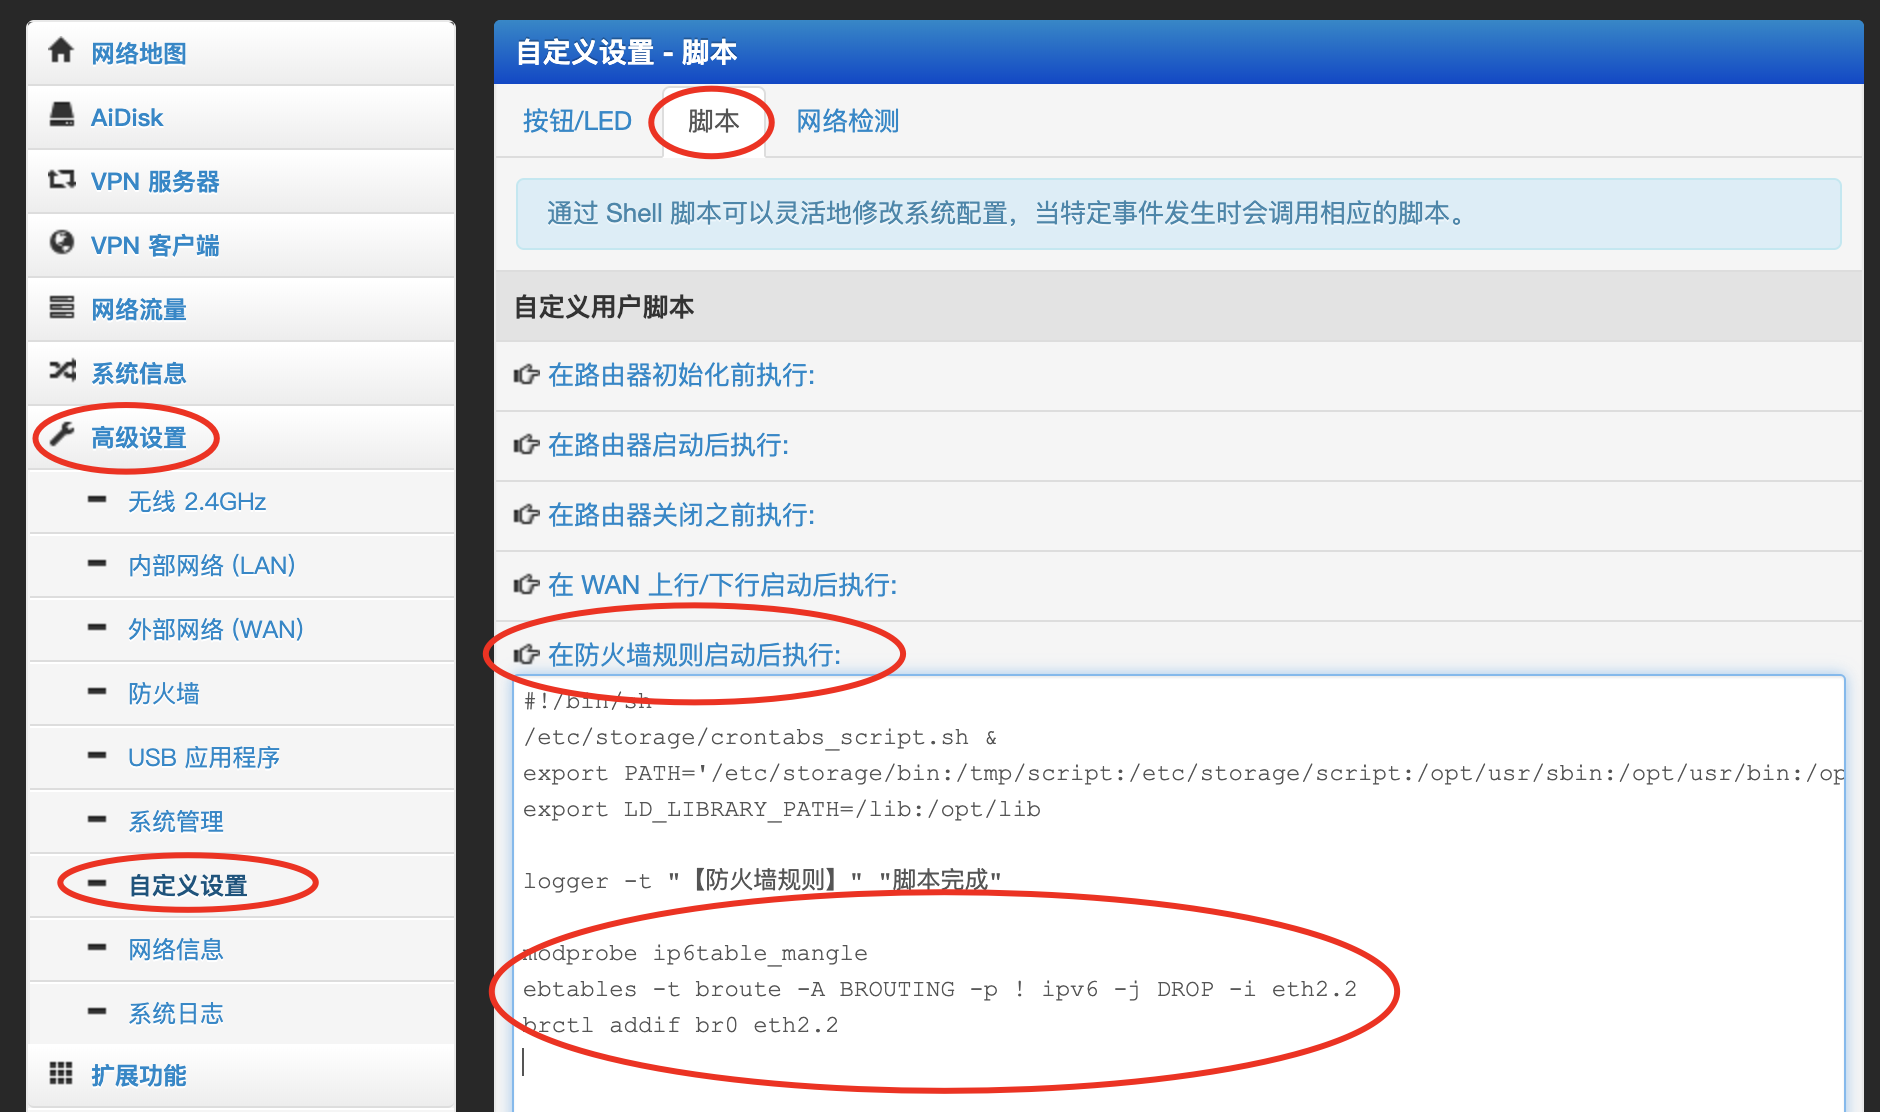 网络地图
AiDisk
VPN 服务器
VPN 客户端
网络流量
系统信息
高级设置
无线 2.4GHz
内部网络 (LAN)
外部网络 (WAN)
防火墙
USB 应用程序
系统管理
自定义设置
网络信息
系统日志
扩展功能
自定义设置 - 脚本
按钮/LED 脚本 网络检测
通过 Shell 脚本可以灵活地修改系统配置，当特定事件发生时会调用相应的脚本。
自定义用户脚本
在路由器初始化前执行:
在路由器启动后执行:
在路由器关闭之前执行:
在 WAN 上行/下行启动后执行:
在防火墙规则启动后执行:
#!/bin/sh
/etc/storage/crontabs_script.sh &
export PATH='/etc/storage/bin:/tmp/script:/etc/storage/script:/opt/usr/sbin:/opt/usr/bin:/op
export LD_LIBRARY_PATH=/lib:/opt/lib
logger -t "【防火墙规则】" "脚本完成"
modprobe ip6table_mangle
ebtables -t broute -A BROUTING -p ! ipv6 -j DROP -i eth2.2
brctl addif br0 eth2.2